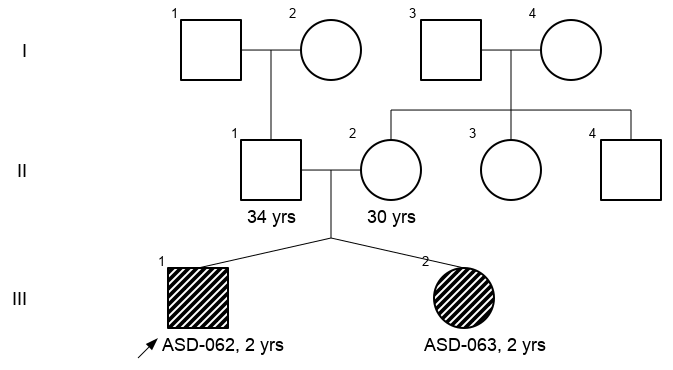 1 2 3 4
I
1 2 3 4
II
34 yrs 30 yrs
1 2
III
ASD-062, 2 yrs ASD-063, 2 yrs